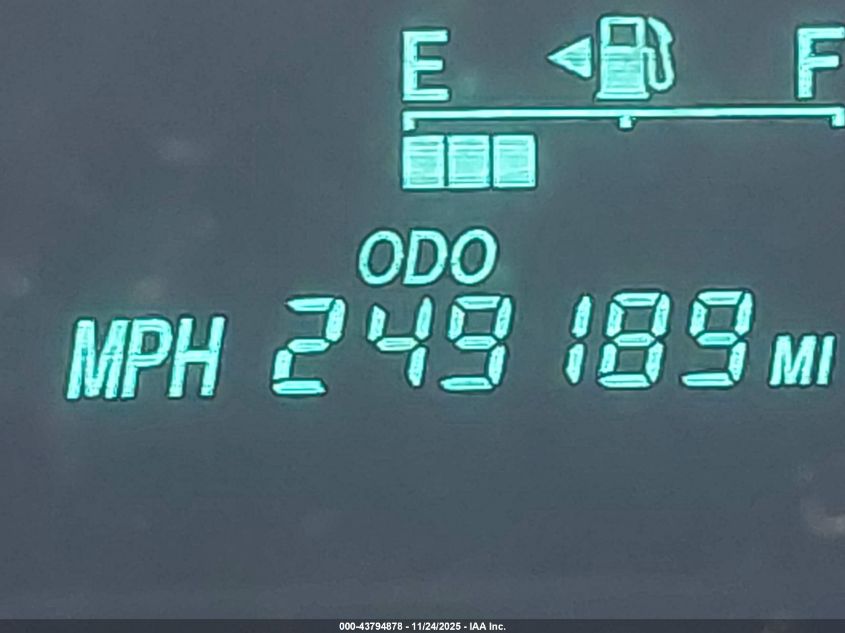 E F
ODO
MPH 249189 MI
000-43794878 - 11/24/2025 - IAA Inc.